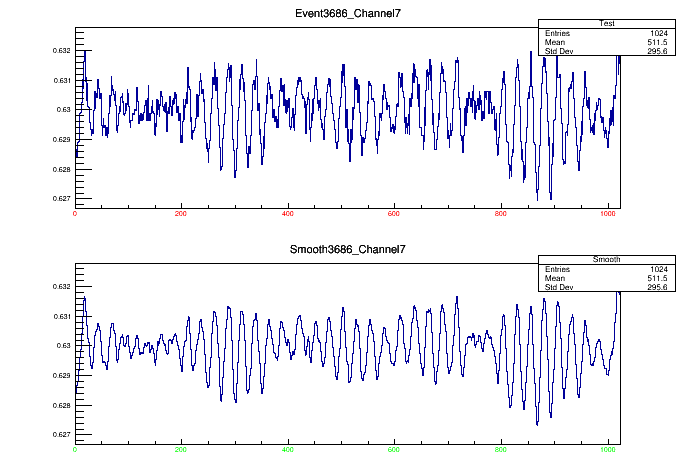 Event3686_Channel7
Test
Entries 1024
Mean 511.5
Std Dev 295.6
0.632
0.631
0.63
0.629
0.628
0.627
0 200 400 600 800 1000
Smooth3686_Channel7
Smooth
Entries 1024
Mean 511.5
Std Dev 295.6
0.632
0.631
0.63
0.629
0.628
0.627
0 200 400 600 800 1000